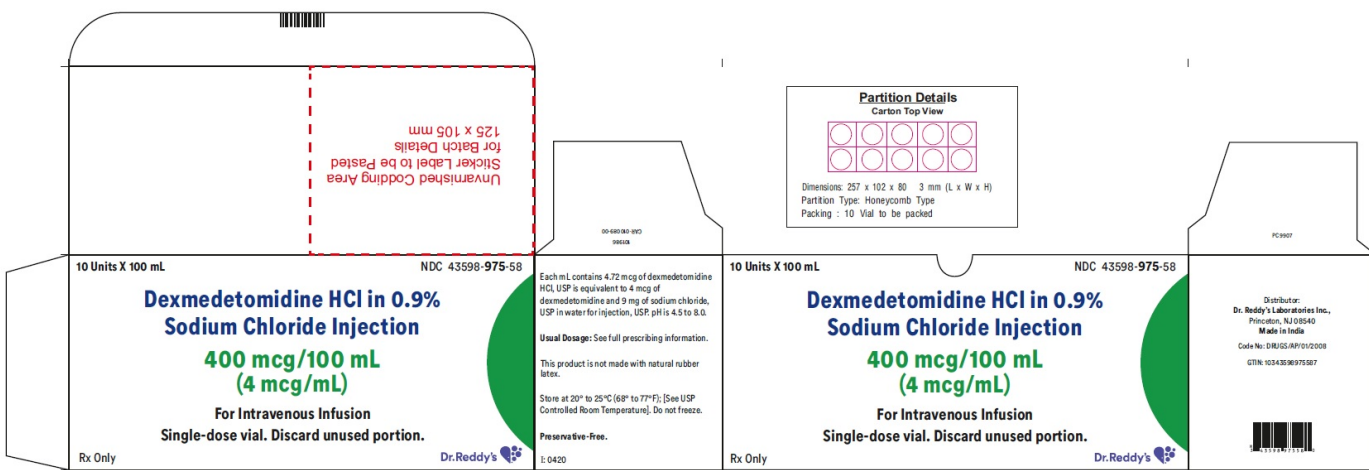 Unvarnished Codding Area
Sticker Label to be Pasted
for Batch Details
125 x 105 mm
Partition Details
Carton Top View
Dimensions: 257 x 102 x 80 3 mm (L x W x H)
Partition Type: Honeycomb Type
Packing : 10 Vial to be packed
101986
CAR-010089-00
PC9907
10 Units X 100 mL
NDC 43598-975-58
Dexmedetomidine HCl in 0.9%
Sodium Chloride Injection
400 mcg/100 mL
(4 mcg/mL)
For Intravenous Infusion
Single-dose vial. Discard unused portion.
Rx Only
Dr.Reddy's
Each mL contains 4.72 mcg of dexmedetomidine
HCl, USP is equivalent to 4 mcg of
dexmedetomidine and 9 mg of sodium chloride,
USP in water for injection, USP. pH is 4.5 to 8.0.
Usual Dosage: See full prescribing information.
This product is not made with natural rubber
latex.
Store at 20° to 25°C (68° to 77°F); [See USP
Controlled Room Temperature]. Do not freeze.
Preservative-Free.
I: 0420
10 Units X 100 mL
NDC 43598-975-58
Dexmedetomidine HCl in 0.9%
Sodium Chloride Injection
400 mcg/100 mL
(4 mcg/mL)
For Intravenous Infusion
Single-dose vial. Discard unused portion.
Rx Only
Dr.Reddy's
Distributor:
Dr. Reddy's Laboratories Inc.,
Princeton, NJ 08540
Made in India
Code No: DRUGS/AP/01/2008
GTIN: 10343598975587